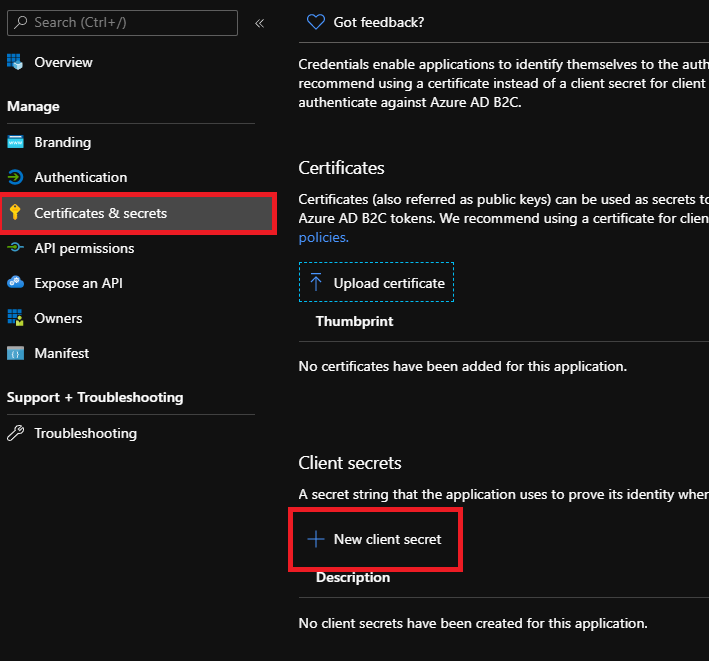 Search (Ctrl+/)
«
Overview
Manage
Branding
Authentication
Certificates & secrets
API permissions
Expose an API
Owners
Manifest
Support + Troubleshooting
Troubleshooting
Got feedback?
Credentials enable applications to identify themselves to the auth
recommend using a certificate instead of a client secret for client
authenticate against Azure AD B2C.
Certificates
Certificates (also referred as public keys) can be used as secrets to
Azure AD B2C tokens. We recommend using a certificate for clien
policies.
Upload certificate
Thumbprint
No certificates have been added for this application.
Client secrets
A secret string that the application uses to prove its identity wher
New client secret
Description
No client secrets have been created for this application.